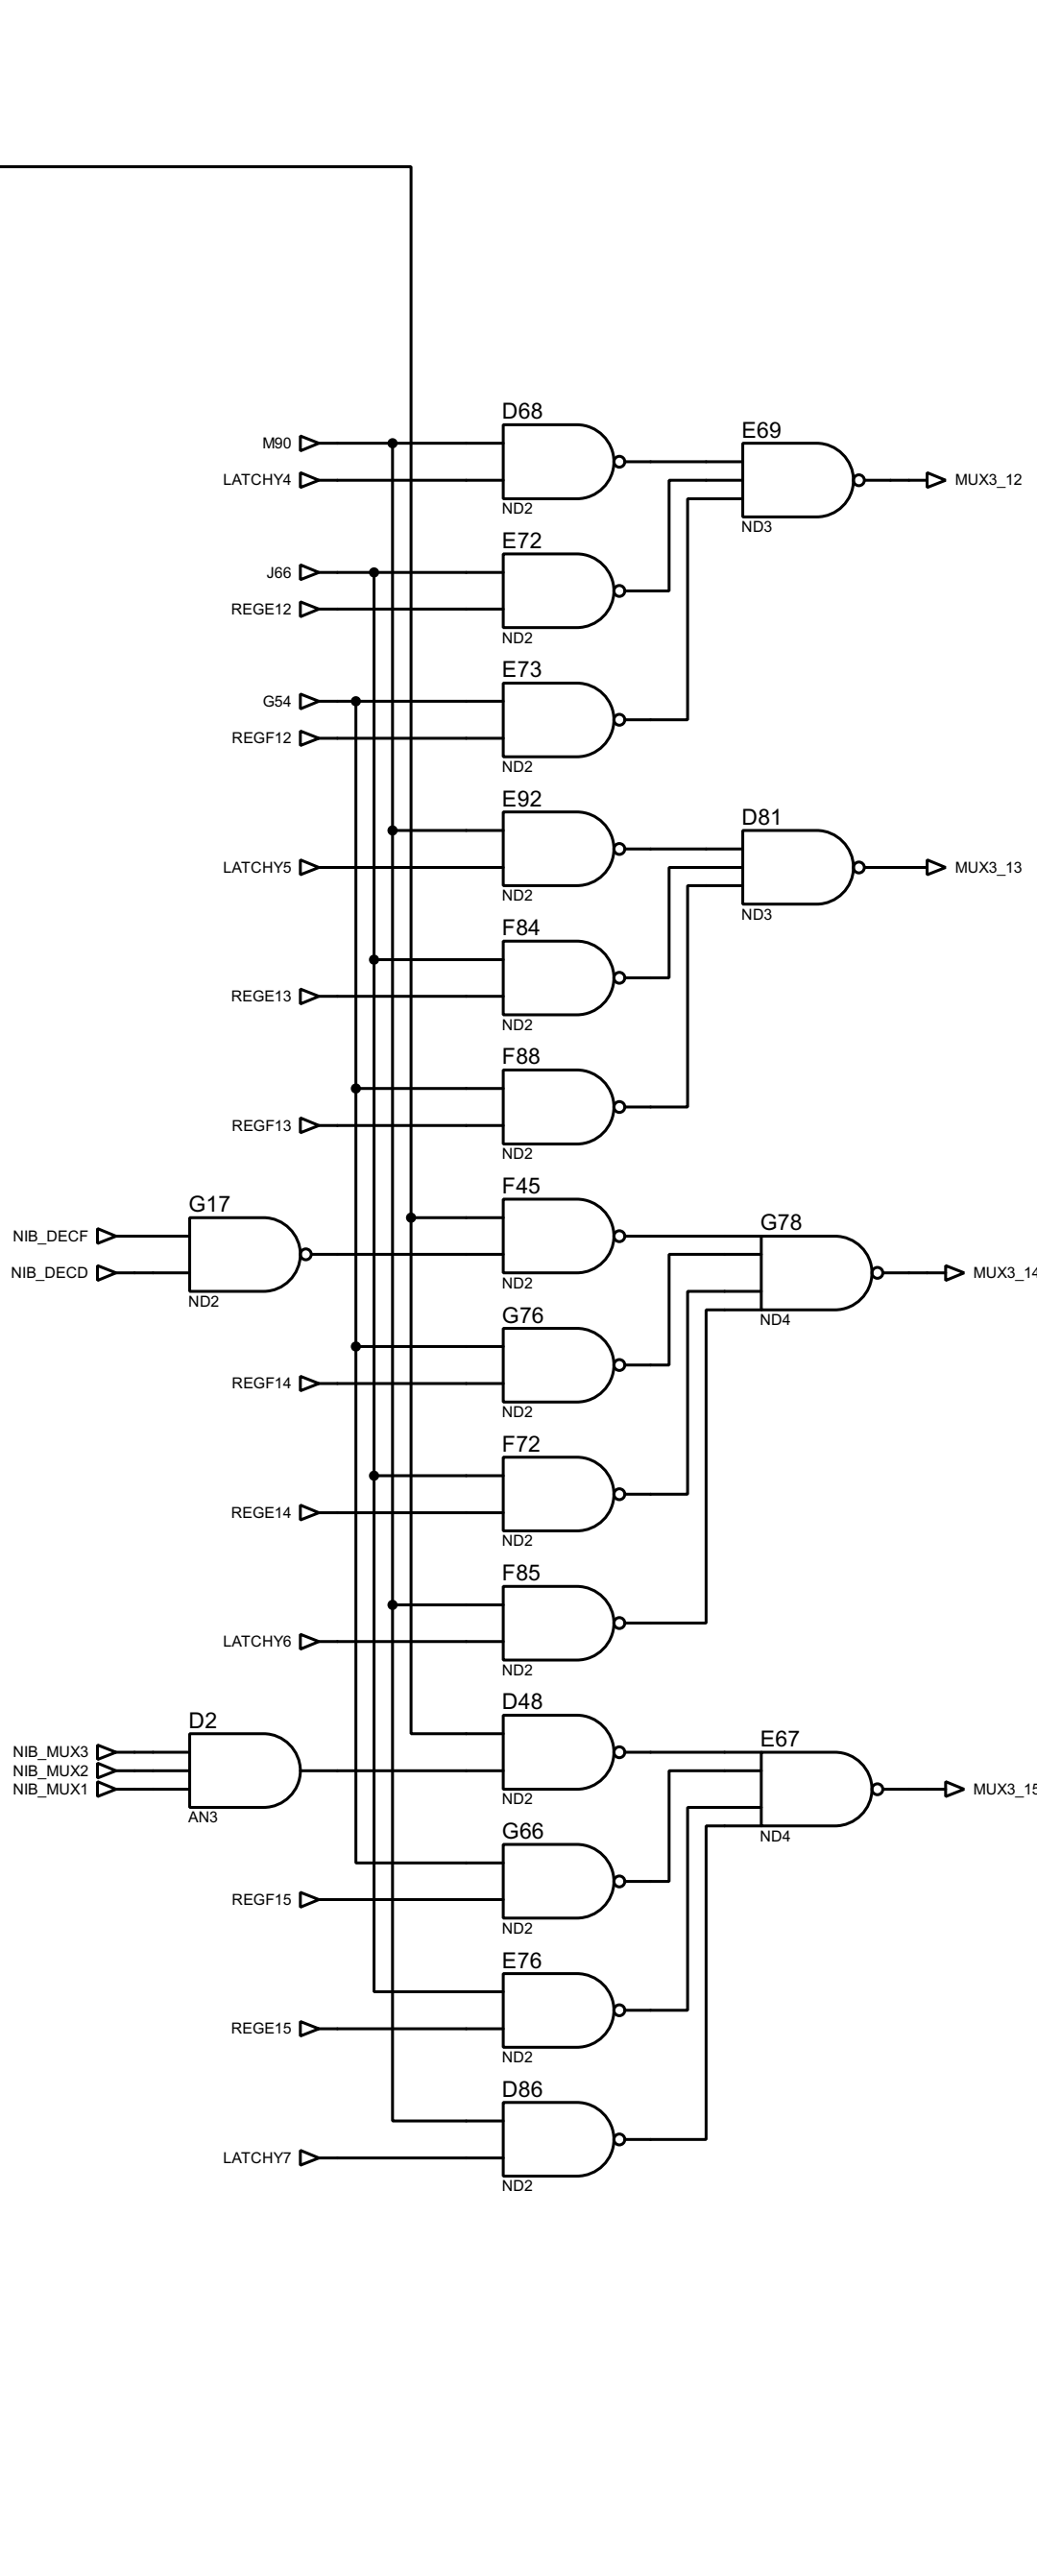 D68
M90
LATCHY4
ND2
E69
MUX3_12
ND3
E72
J66
REGE12
ND2
E73
G54
REGF12
ND2
E92
LATCHY5
ND2
D81
MUX3_13
ND3
F84
REGE13
ND2
F88
REGF13
ND2
G17
NIB_DECF
NIB_DECD
ND2
F45
ND2
G78
MUX3_14
ND4
G76
REGF14
ND2
F72
REGE14
ND2
F85
LATCHY6
ND2
D2
NIB_MUX3
NIB_MUX2
NIB_MUX1
AN3
D48
ND2
E67
MUX3_15
ND4
G66
REGF15
ND2
E76
REGE15
ND2
D86
LATCHY7
ND2